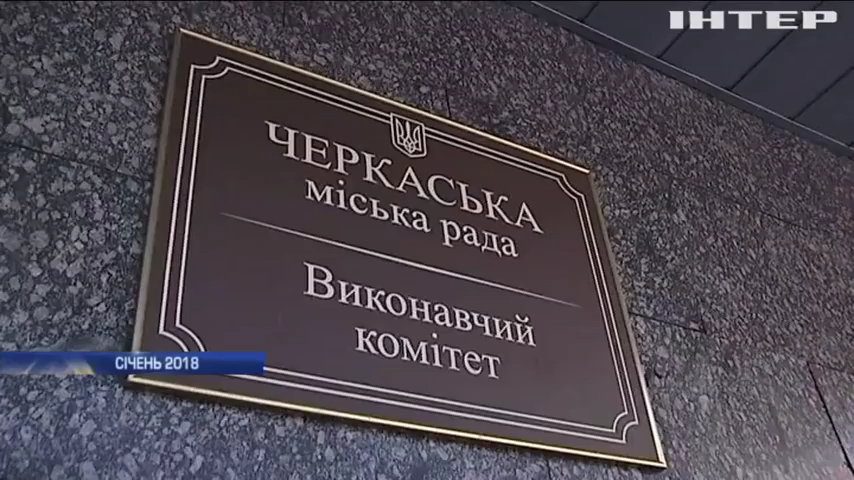 ІНТЕР
ЧЕРКАСЬКА
міська рада
Виконавчий
комітет
СІЧЕНЬ 2018